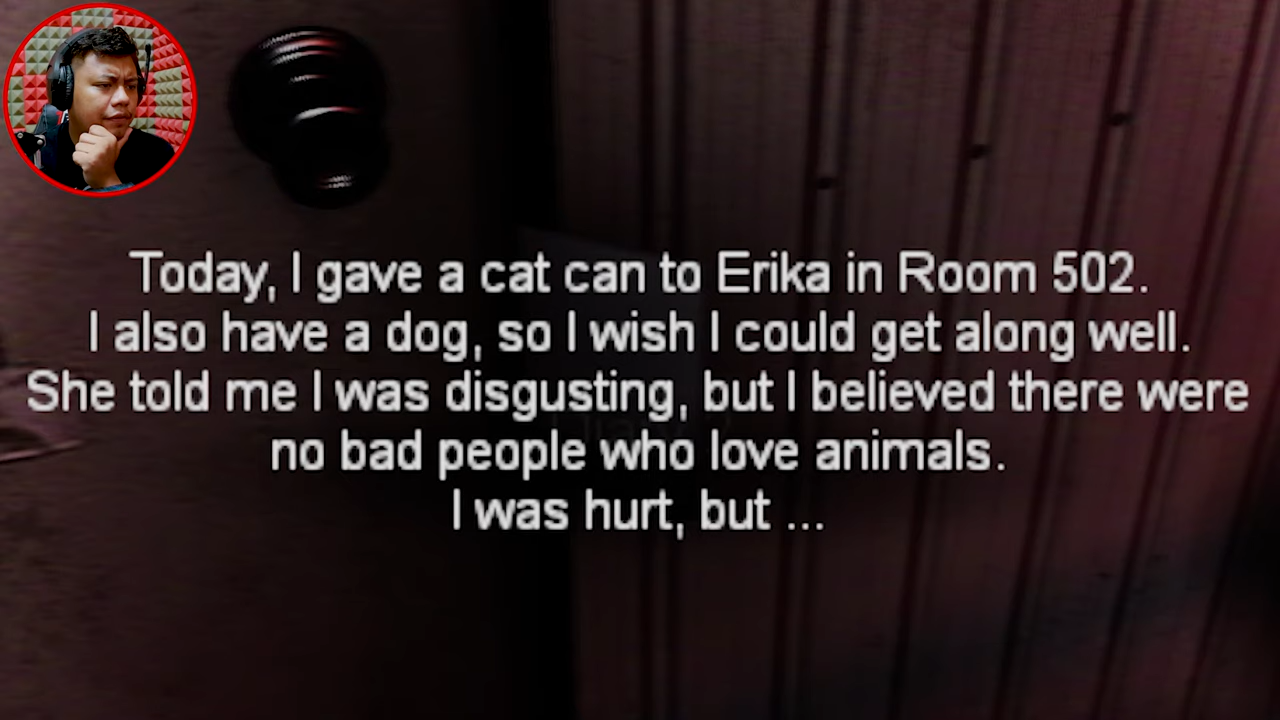 Today, I gave a cat can to Erika in Room 502.
I also have a dog, so I wish I could get along well.
She told me I was disgusting, but I believed there were
no bad people who love animals.
I was hurt, but ...